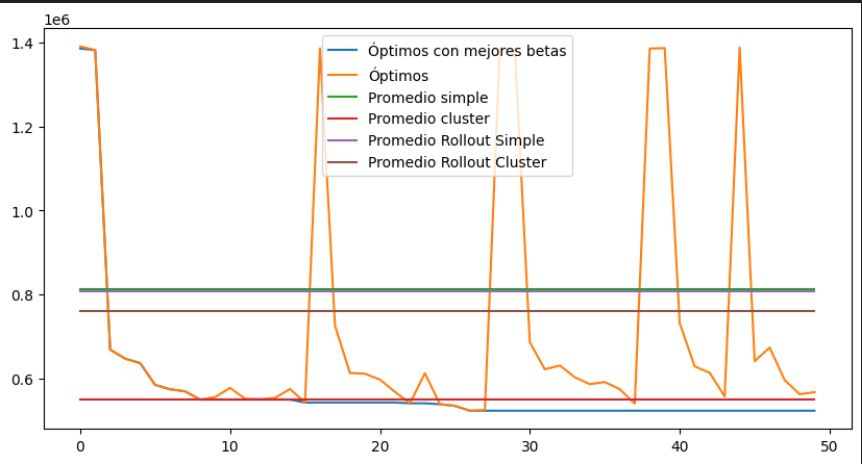 1e6
1.4
1.2
1.0
0.8
0.6
Óptimos con mejores betas
Óptimos
Promedio simple
Promedio cluster
Promedio Rollout Simple
Promedio Rollout Cluster
0 10 20 30 40 50